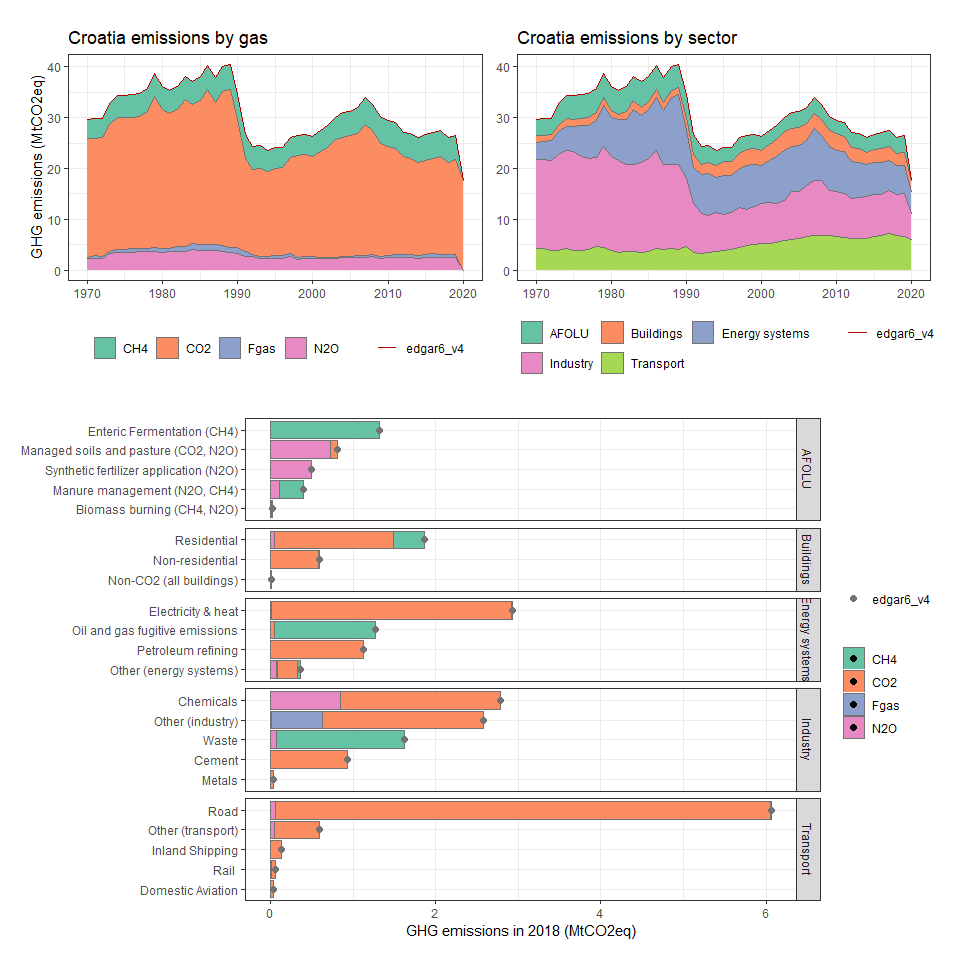 Croatia emissions by gas
Croatia emissions by sector
GHG emissions (MtCO2eq)
40
30
20
10
0
1970 1980 1990 2000 2010 2020
40
30
20
10
0
1970 1980 1990 2000 2010 2020
CH4 CO2 Fgas N2O edgar6_v4
AFOLU Buildings Energy systems edgar6_v4
Industry Transport
Enteric Fermentation (CH4)
Managed soils and pasture (CO2, N2O)
Synthetic fertilizer application (N2O)
Manure management (N2O, CH4)
Biomass burning (CH4, N2O)
AFOLU
Residential
Non-residential
Non-CO2 (all buildings)
Buildings
Electricity & heat
Oil and gas fugitive emissions
Petroleum refining
Other (energy systems)
Energy systems
Chemicals
Other (industry)
Waste
Cement
Metals
Industry
Road
Other (transport)
Inland Shipping
Rail
Domestic Aviation
Transport
0 2 4 6
GHG emissions in 2018 (MtCO2eq)
edgar6_v4
CH4
CO2
Fgas
N2O